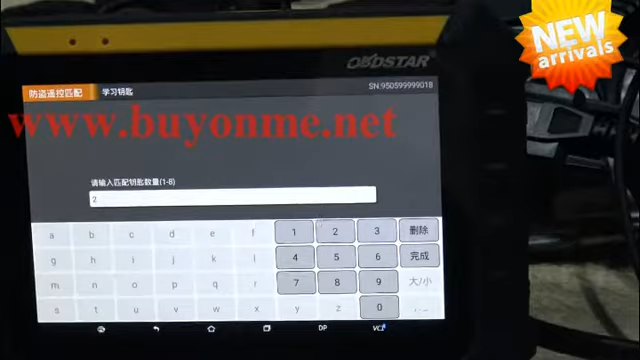 NEW
arrivals
OBDSTAR
SN:950599999018
防盗遥控匹配 学习钥匙
www.buyonme.net
请输入匹配钥匙数量(1-8)
2
a b c d e f 1 2 3 删除
g h i j k l 4 5 6 完成
m n o p q r 7 8 9 大/小
s t u v w x y z 0
DP VCI